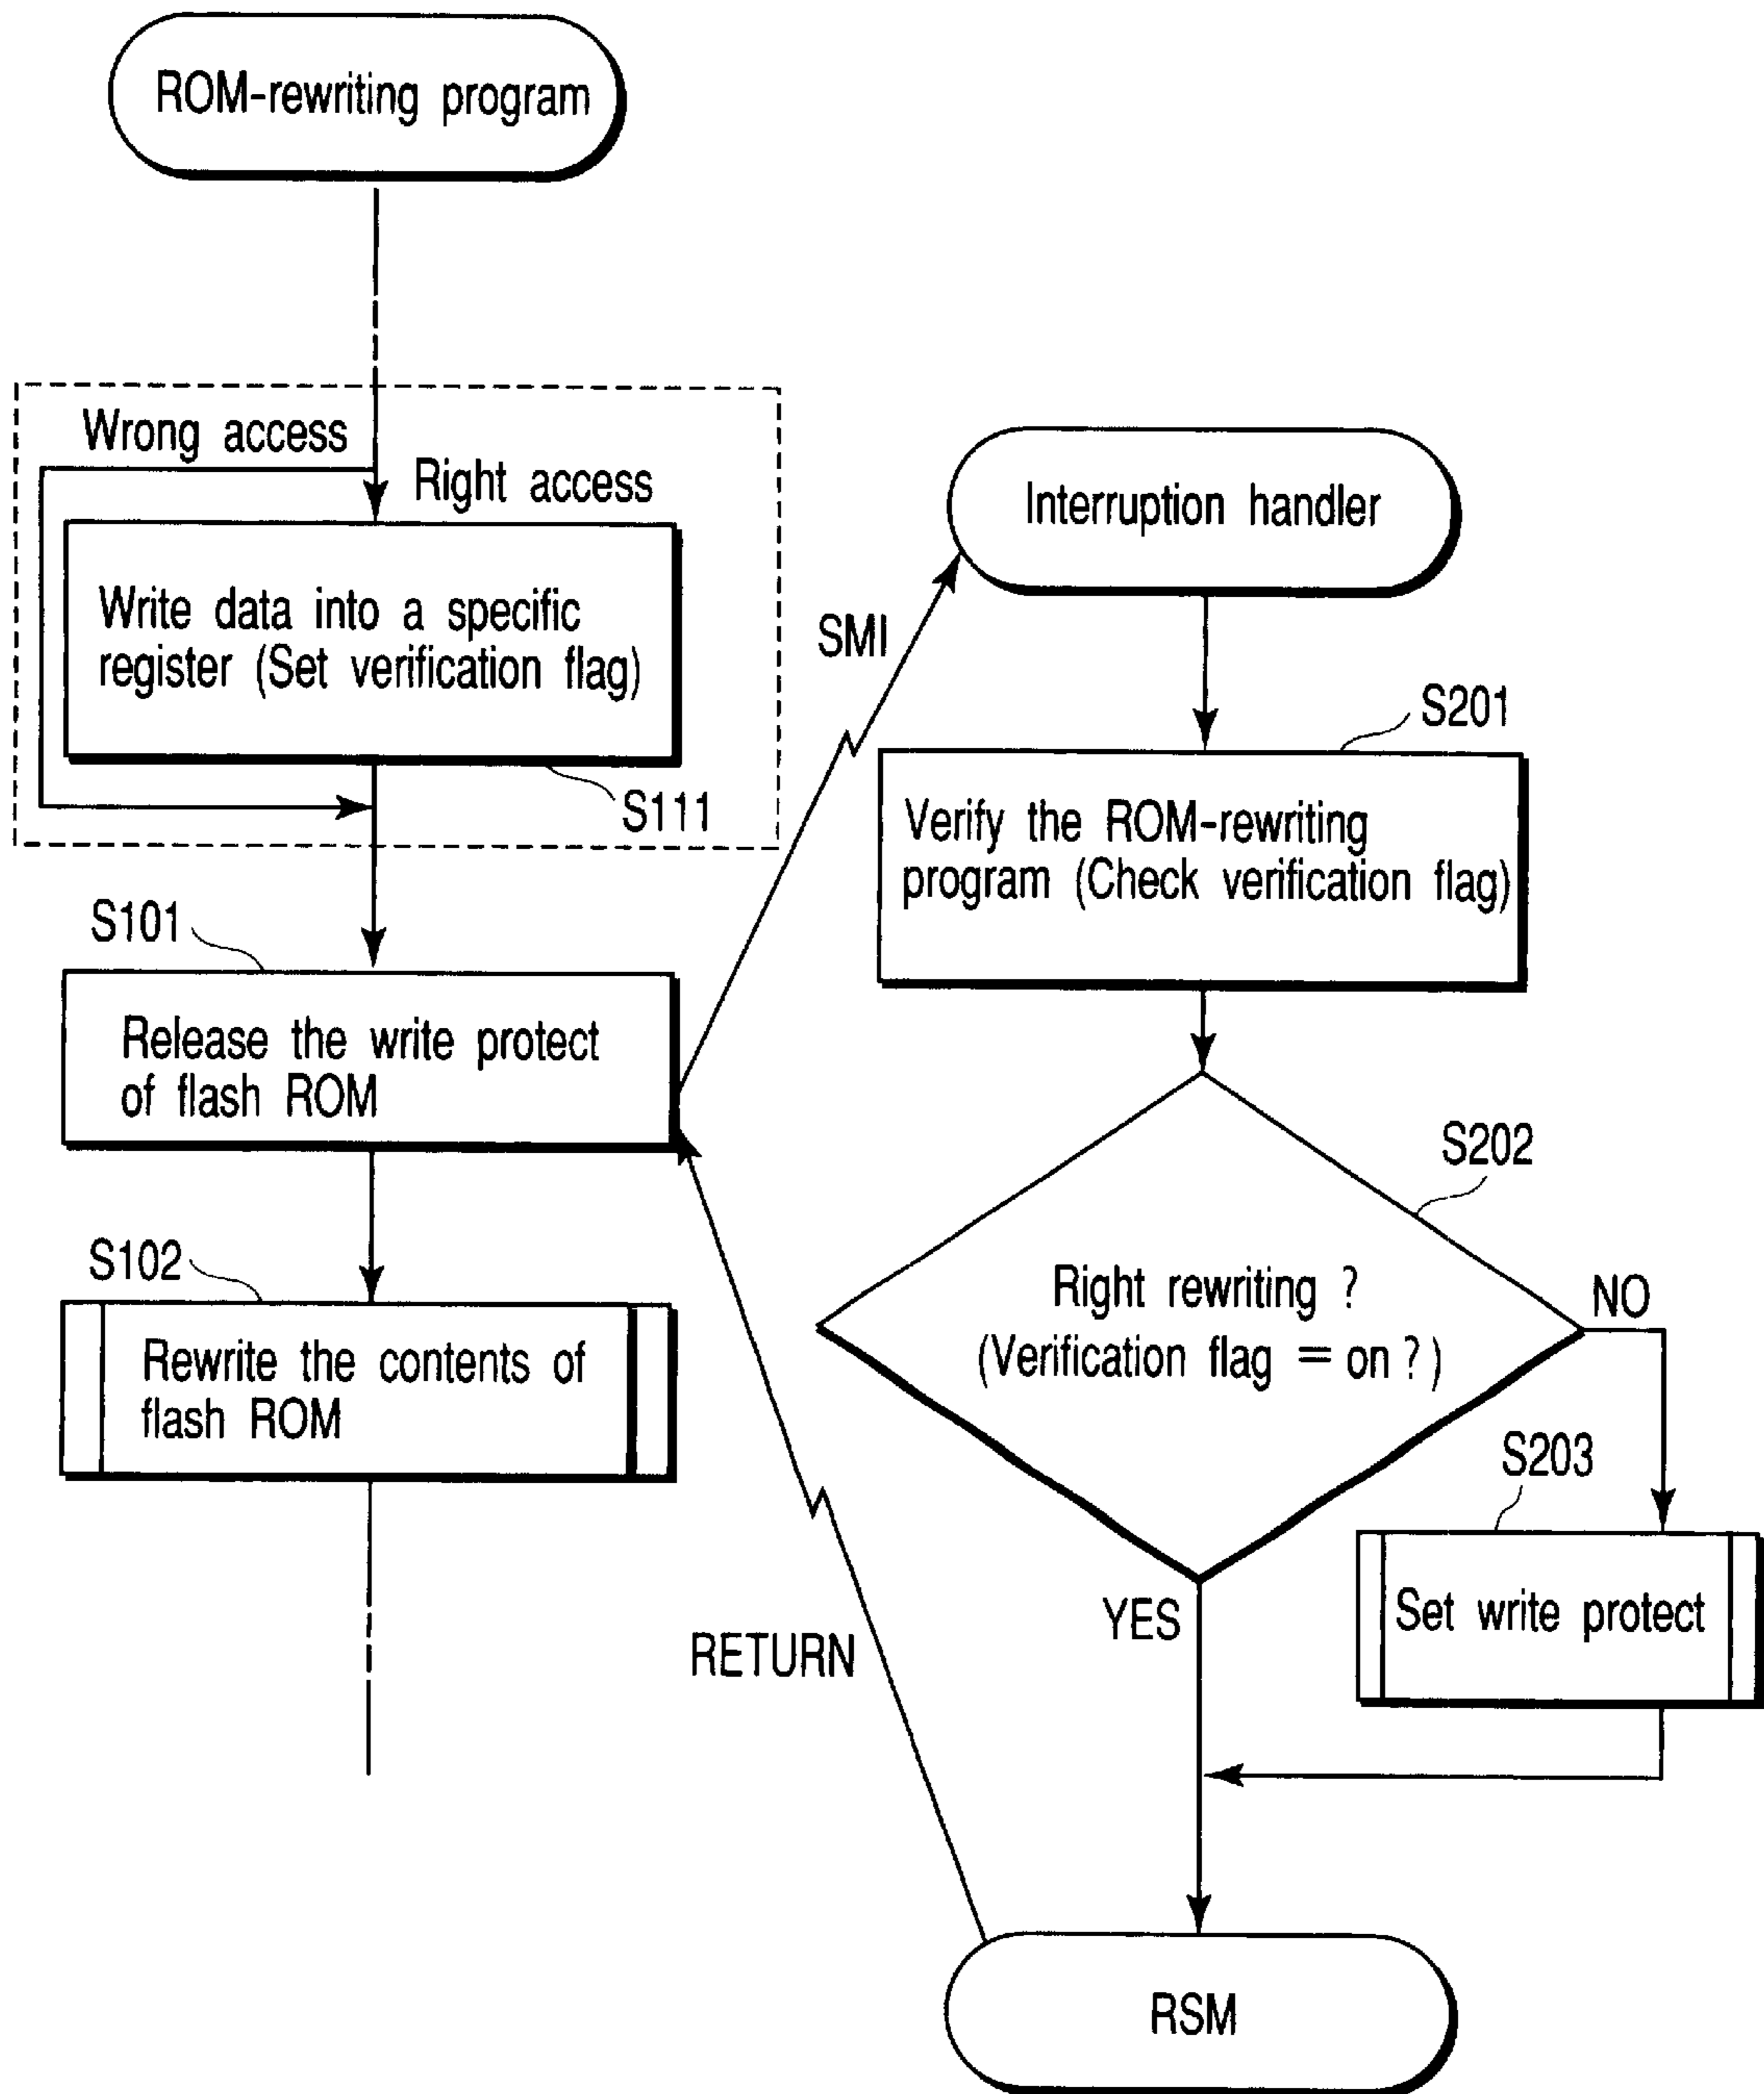 ROM-rewriting program
Wrong access
Right access
Write data into a specific
register (Set verification flag)
S111
S101
Release the write protect
of flash ROM
S102
Rewrite the contents of
flash ROM
SMI
RETURN
Interruption handler
S201
Verify the ROM-rewriting
program (Check verification flag)
S202
Right rewriting ?
(Verification flag = on ?)
NO
YES
S203
Set write protect
RSM